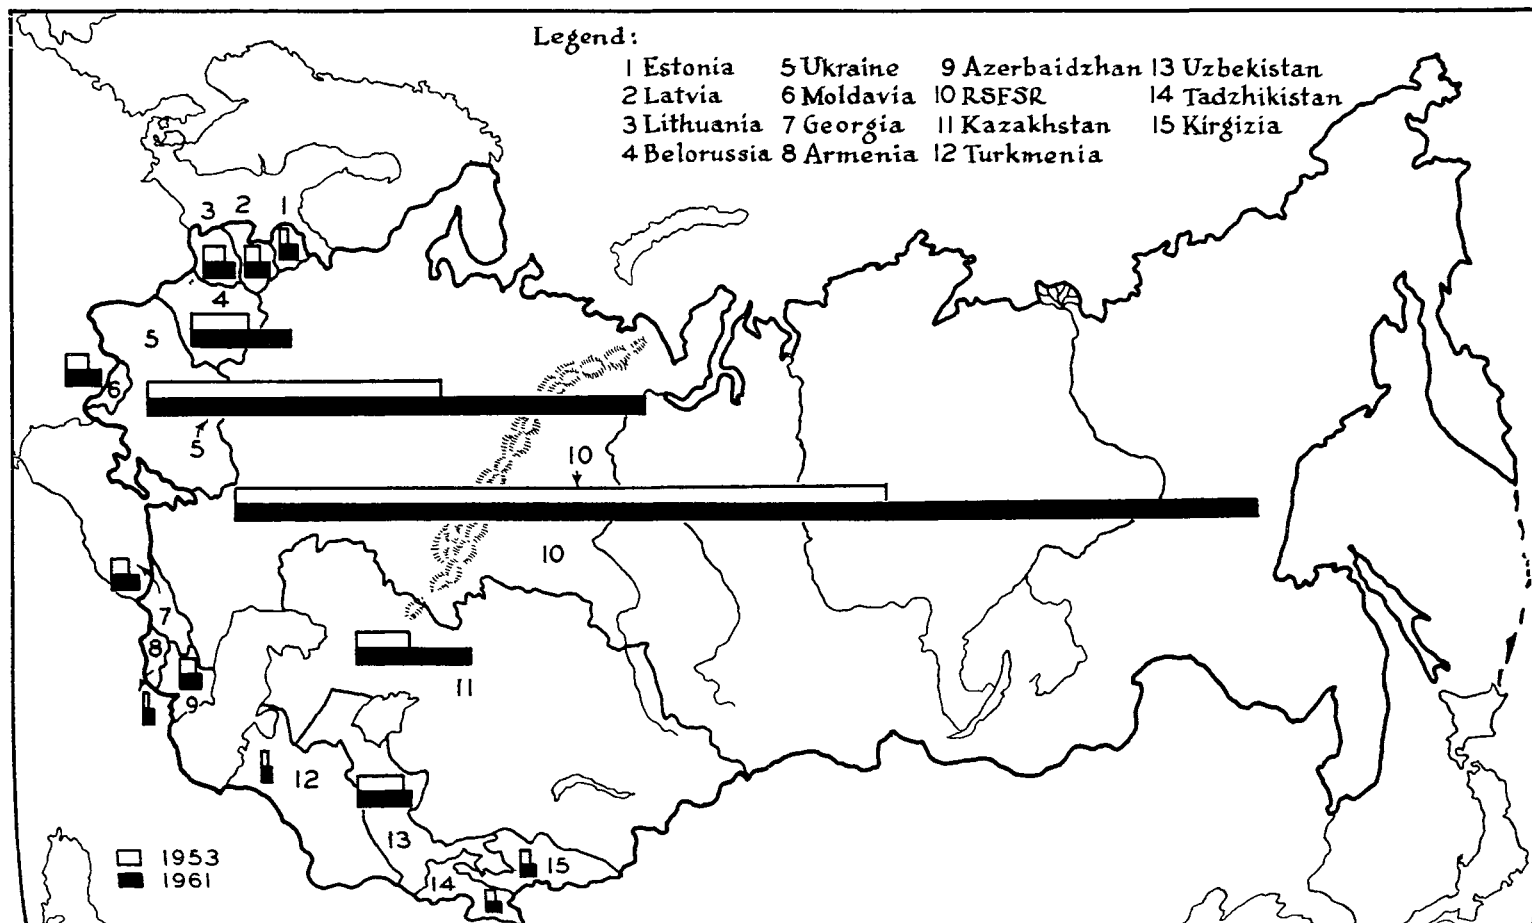 Legend:
1 Estonia 5 Ukraine 9 Azerbaidzhan 13 Uzbekistan
2 Latvia 6 Moldavia 10 RSFSR 14 Tadzhikistan
3 Lithuania 7 Georgia 11 Kazakhstan 15 Kirgizia
4 Belorussia 8 Armenia 12 Turkmenia
3 2 1
4
5
6
5
10
10
7
8
11
9
12
13
15
14
1953
1961